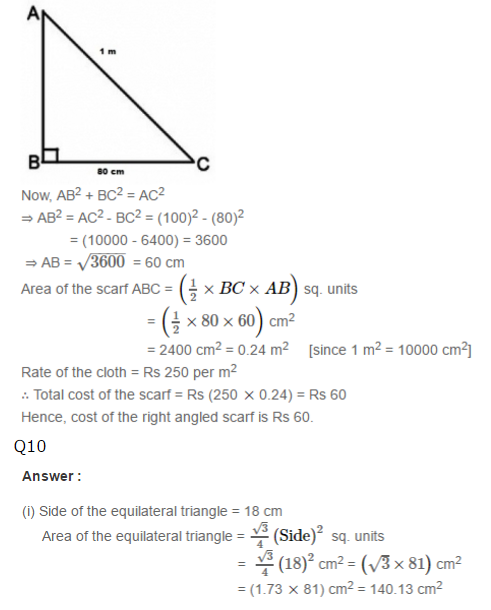 A
1 m
B
80 cm
C
Now, AB² + BC² = AC²
⇒ AB² = AC² - BC² = (100)² - (80)²
= (10000 - 6400) = 3600
⇒ AB = √3600 = 60 cm
Area of the scarf ABC = (1/2 × BC × AB) sq. units
= (1/2 × 80 × 60) cm²
= 2400 cm² = 0.24 m² [since 1 m² = 10000 cm²]
Rate of the cloth = Rs 250 per m²
∴ Total cost of the scarf = Rs (250 × 0.24) = Rs 60
Hence, cost of the right angled scarf is Rs 60.
Q10
Answer :
(i) Side of the equilateral triangle = 18 cm
Area of the equilateral triangle = √3/4 (Side)² sq. units
= √3/4 (18)² cm² = (√3 × 81) cm²
= (1.73 × 81) cm² = 140.13 cm²